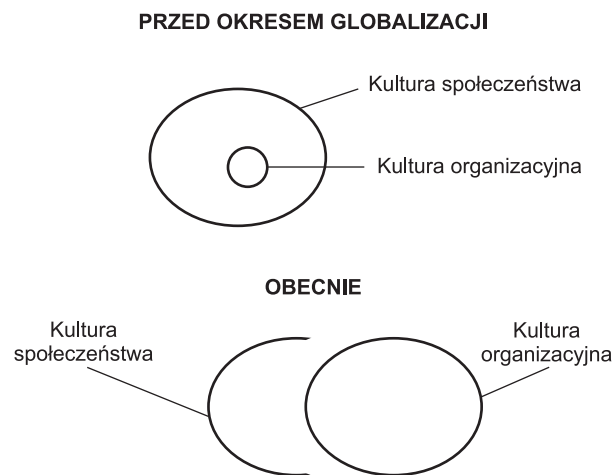 PRZED OKRESEM GLOBALIZACJI
Kultura społeczeństwa
Kultura organizacyjna
OBECNIE
Kultura
społeczeństwa
Kultura
organizacyjna